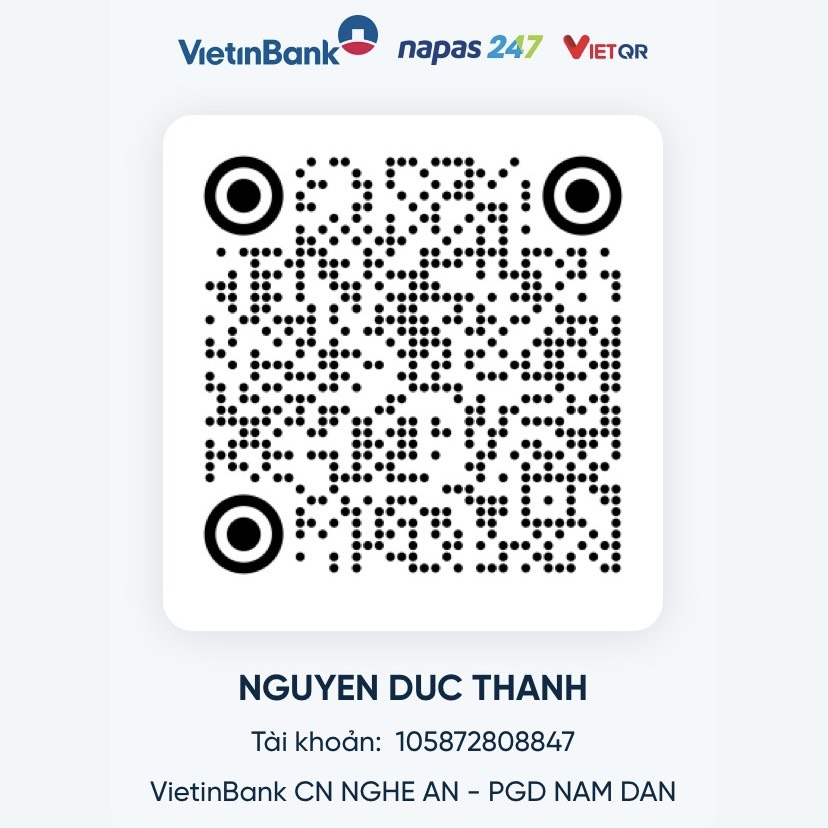 VietinBank napas 247 VIETQR
NGUYEN DUC THANH
Tài khoản: 105872808847
VietinBank CN NGHE AN - PGD NAM DAN